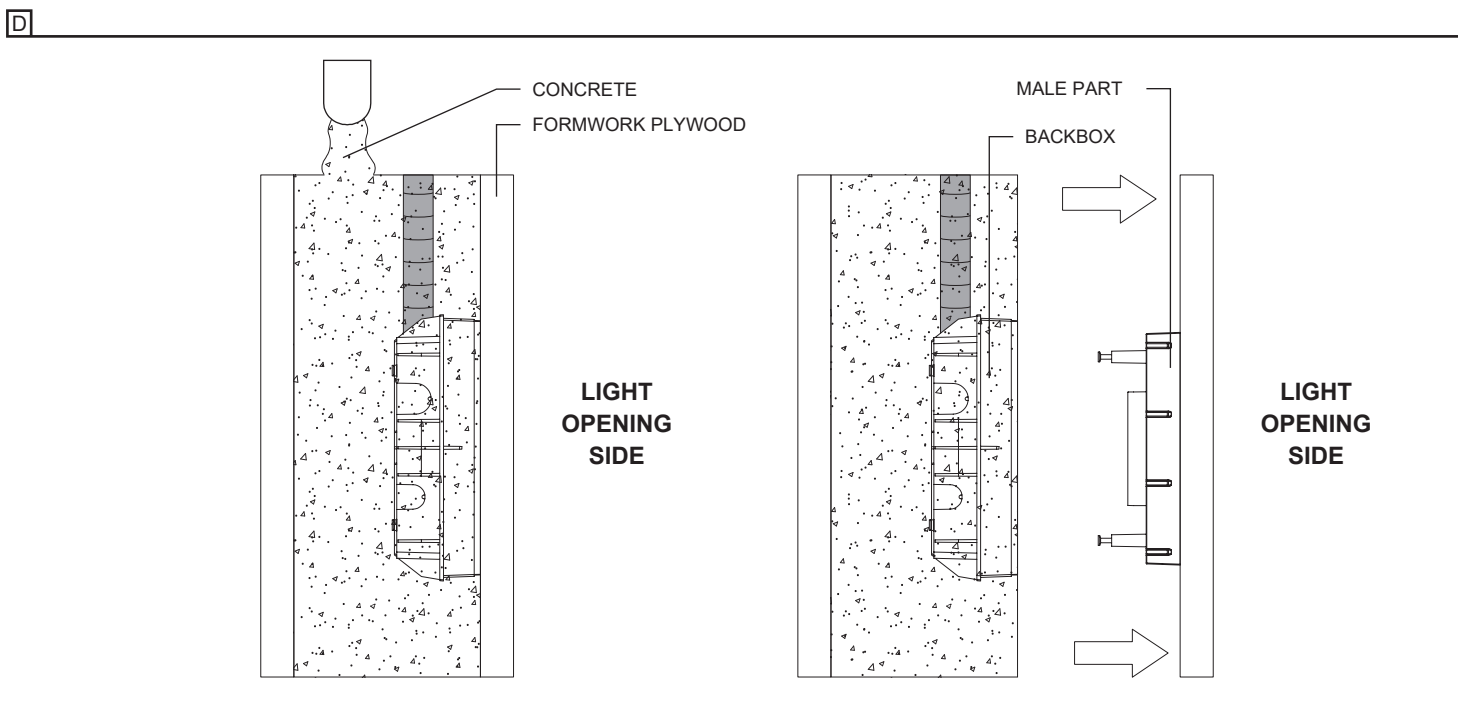 D
CONCRETE
FORMWORK PLYWOOD
LIGHT
OPENING
SIDE
MALE PART
BACKBOX
LIGHT
OPENING
SIDE